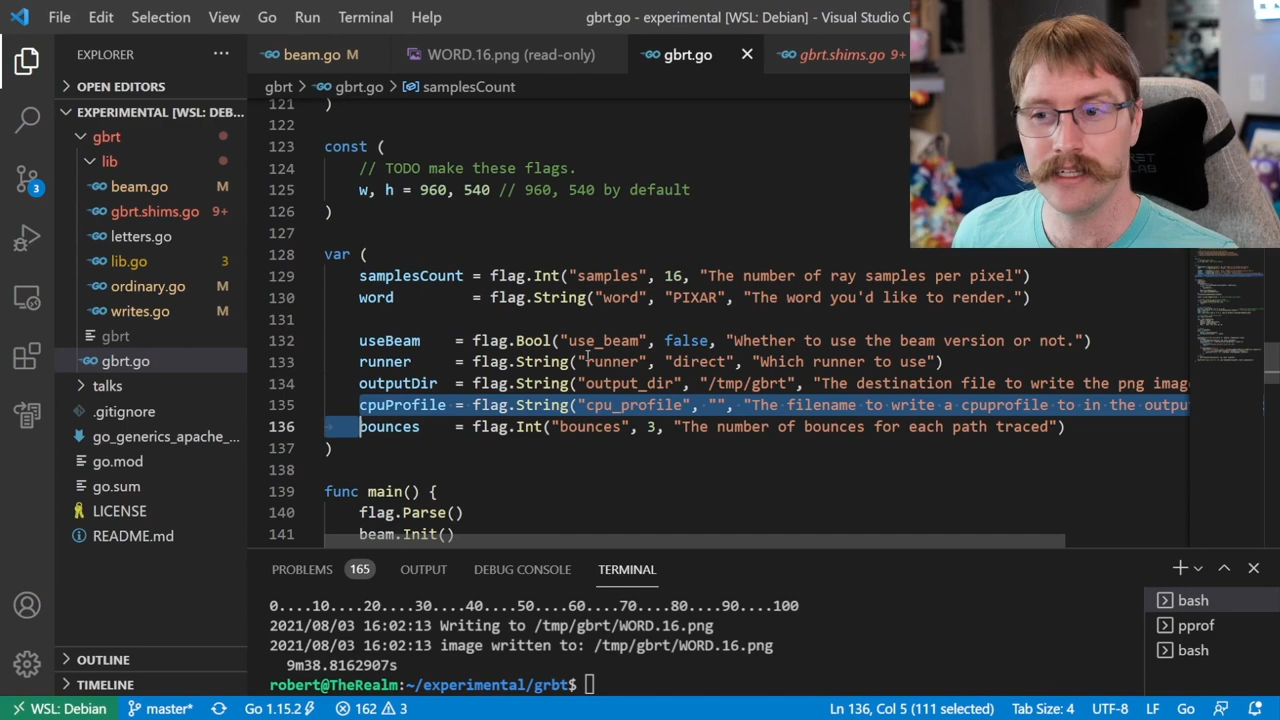 File Edit Selection View Go Run Terminal Help
gbrt.go - experimental [WSL: Debian] - Visual Studio C
EXPLORER
OPEN EDITORS
EXPERIMENTAL [WSL: DEB...
gbrt
lib
beam.go M
gbrt.shims.go 9+
letters.go
lib.go 3
ordinary.go M
writes.go M
gbrt
gbrt.go
talks
.gitignore
go_generics_apache_...
go.mod
go.sum
LICENSE
README.md
OUTLINE
TIMELINE
3
beam.go M
WORD.16.png (read-only)
gbrt.go
gbrt.shims.go 9+
gbrt > gbrt.go > samplesCount
121 )
122
123 const (
124 // TODO make these flags.
125 w, h = 960, 540 // 960, 540 by default
126 )
127
128 var (
129 samplesCount = flag.Int("samples", 16, "The number of ray samples per pixel")
130 word = flag.String("word", "PIXAR", "The word you'd like to render.")
131
132 useBeam = flag.Bool("use_beam", false, "Whether to use the beam version or not.")
133 runner = flag.String("runner", "direct", "Which runner to use")
134 outputDir = flag.String("output_dir", "/tmp/gbrt", "The destination file to write the png imag
135 cpuProfile = flag.String("cpu_profile", "", "The filename to write a cpuprofile to in the outpu
136 bounces = flag.Int("bounces", 3, "The number of bounces for each path traced")
137 )
138
139 func main() {
140 flag.Parse()
141 beam.Init()
PROBLEMS 165 OUTPUT DEBUG CONSOLE TERMINAL
0....10....20....30....40....50....60....70....80....90....100
2021/08/03 16:02:13 Writing to /tmp/gbrt/WORD.16.png
2021/08/03 16:02:13 image written to: /tmp/gbrt/WORD.16.png
9m38.8162907s
robert@TheRealm:~/experimental/grbt$
bash
pprof
bash
WSL: Debian master* Go 1.15.2 162 3 Ln 136, Col 5 (111 selected) Tab Size: 4 UTF-8 LF Go